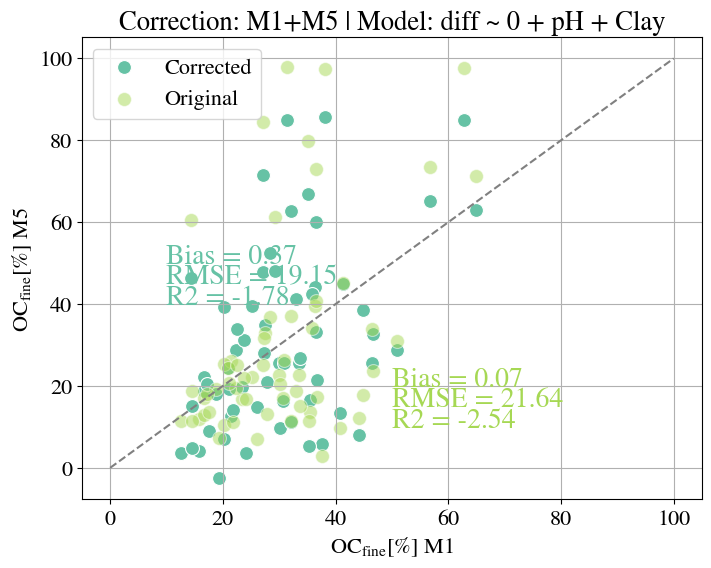 Correction: M1+M5 | Model: diff ~ 0 + pH + Clay
Corrected
Original
100
80
60
40
20
0
OCfine[%] M5
Bias = 0.37
RMSE = 19.15
R2 = -1.78
Bias = 0.07
RMSE = 21.64
R2 = -2.54
0 20 40 60 80 100
OCfine[%] M1